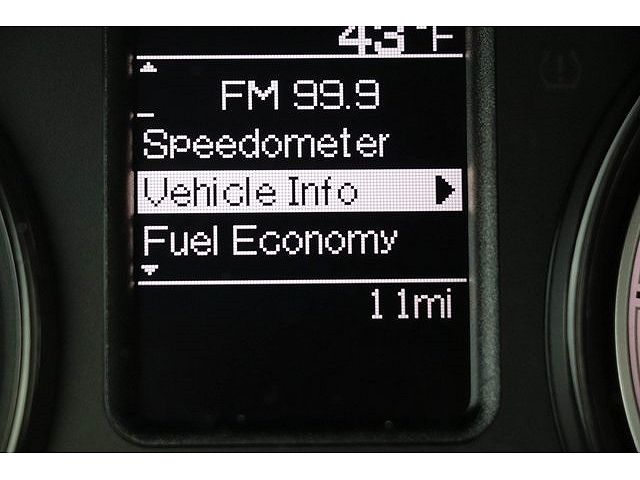 43°F
FM 99.9
Speedometer
Vehicle Info
Fuel Economy
11mi